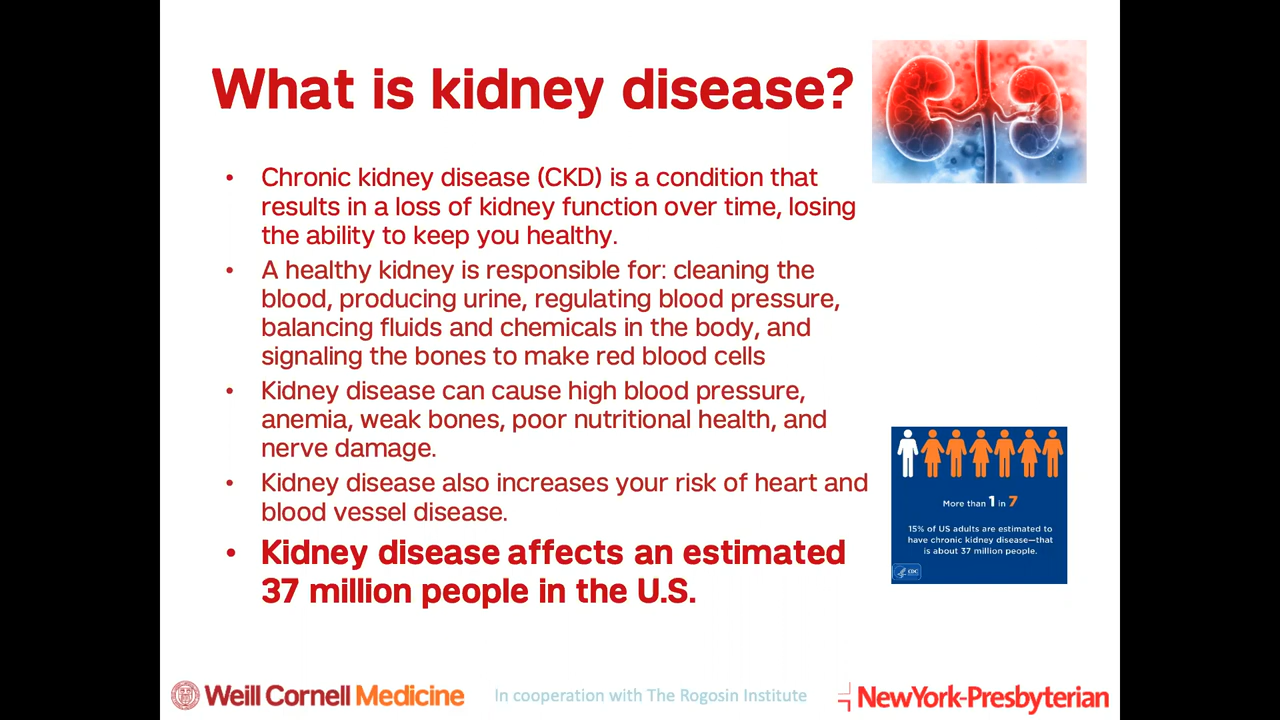 What is kidney disease?
• Chronic kidney disease (CKD) is a condition that
results in a loss of kidney function over time, losing
the ability to keep you healthy.
• A healthy kidney is responsible for: cleaning the
blood, producing urine, regulating blood pressure,
balancing fluids and chemicals in the body, and
signaling the bones to make red blood cells
• Kidney disease can cause high blood pressure,
anemia, weak bones, poor nutritional health, and
nerve damage.
• Kidney disease also increases your risk of heart and
blood vessel disease.
• Kidney disease affects an estimated
37 million people in the U.S.
More than 1 in 7
15% of US adults are estimated to
have chronic kidney disease—that
is about 37 million people.
CDC
Weill Cornell Medicine
In cooperation with The Rogosin Institute
NewYork-Presbyterian